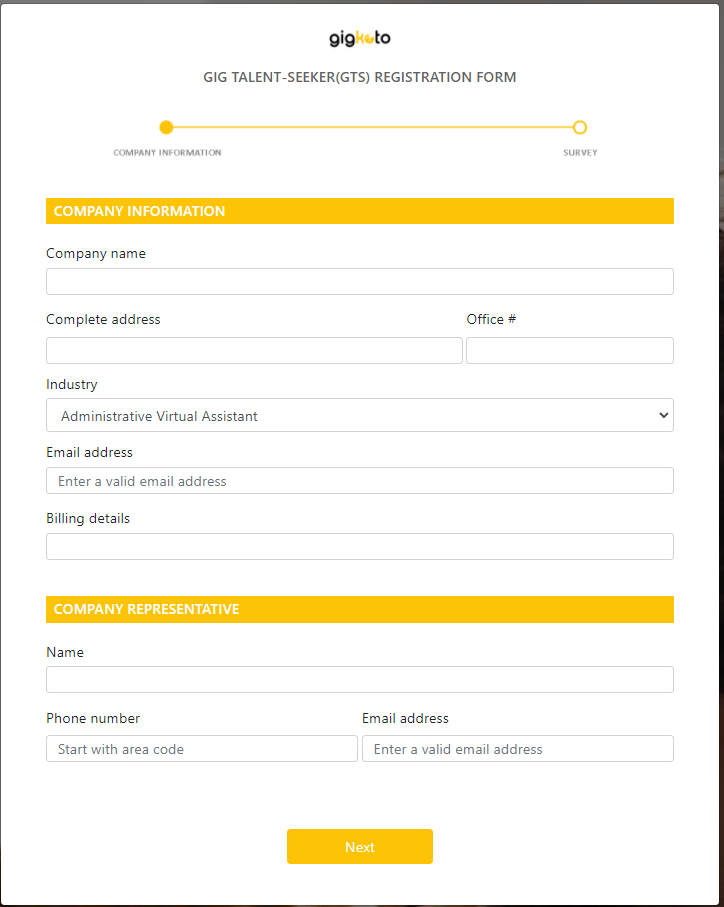 gigkoto
GIG TALENT-SEEKER(GTS) REGISTRATION FORM
COMPANY INFORMATION SURVEY
COMPANY INFORMATION
Company name
Complete address Office #
Industry
Administrative Virtual Assistant
Email address
Enter a valid email address
Billing details
COMPANY REPRESENTATIVE
Name
Phone number Email address
Start with area code Enter a valid email address
Next